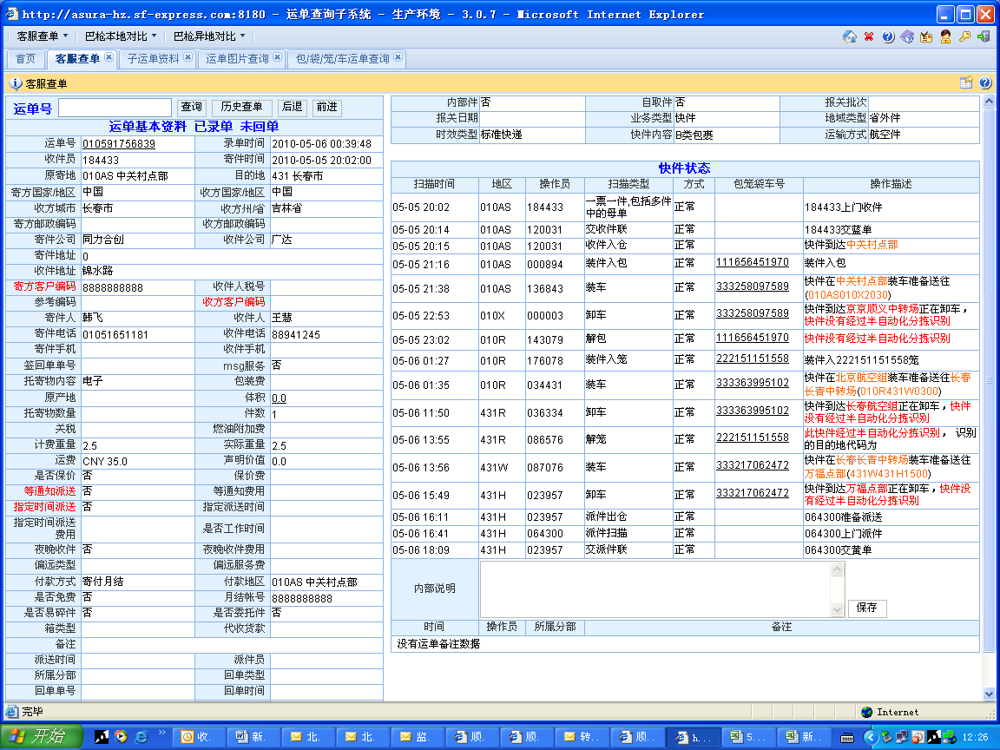 http://asura-hz.sf-express.com:8180 - 运单查询子系统 - 生产环境 - 3.0.7 - Microsoft Internet Explorer
客服查单 巴枪本地对比 巴枪异地对比
首页 客服查单 子运单资料 运单图片查询 包/袋/笼/车运单查询
客服查单
运单号 查询 历史查单 后退 前进
运单基本资料 已录单 未回单
运单号 010591756839 录单时间 2010-05-06 00:39:48
收件员 184433 寄件时间 2010-05-05 20:02:00
原寄地 010AS 中关村点部 目的地 431 长春市
寄方国家/地区 中国 收方国家/地区 中国
收方城市 长春市 收方州/省 吉林省
寄方邮政编码 收方邮政编码
寄件公司 同力合创 收件公司 广达
寄件地址 0
收件地址 锦水路
寄方客户编码 8888888888 收件人税号
参考编码 收方客户编码
寄件人 韩飞 收件人 王慧
寄件电话 01051651181 收件电话 88941245
寄件手机 收件手机
签回单单号 msg服务 否
托寄物内容 电子 包装费
原产地 体积 0.0
托寄物数量 件数 1
关税 燃油附加费
计费重量 2.5 实际重量 2.5
运费 CNY 35.0 声明价值 0.0
是否保价 否 保价费
等通知派送 否 等通知费用
指定时间派送 否 指定派送时间
指定时间派送费用 是否工作时间
夜晚收件 否 夜晚收件费用
偏远类型 偏远服务费
付款方式 寄付月结 付款地区 010AS 中关村点部
是否免费 否 月结帐号 8888888888
是否易碎件 否 是否委托件 否
箱类型 代收货款
备注
派送时间 派件员
所属分部 回单类型
回单单号 回单时间
内部件 否 自取件 否 报关批次
报关日期 业务类型 快件 地域类型 省外件
时效类型 标准快递 快件内容 B类包裹 运输方式 航空件
快件状态
扫描时间 地区 操作员 扫描类型 方式 包笼袋车号 操作描述
05-05 20:02 010AS 184433 一票一件,包括多件中的母单 正常 184433上门收件
05-05 20:14 010AS 120031 交收件联 正常 184433交蓝单
05-05 20:15 010AS 120031 收件入仓 正常 快件到达中关村点部
05-05 21:16 010AS 000894 装件入包 正常 111656451970 装件入包
05-05 21:38 010AS 136843 装车 正常 333258097589 快件在中关村点部装车准备送往(010AS010X2030)
05-05 22:53 010X 000003 卸车 正常 333258097589 快件到达京京顺义中转场正在卸车，快件没有经过半自动化分拣识别
05-05 23:02 010R 143079 解包 正常 111656451970 快件没有经过半自动化分拣识别
05-06 01:27 010R 176078 装件入笼 正常 222151151558 装件入222151151558笼
05-06 01:35 010R 034431 装车 正常 333363995102 快件在北京航空组装车准备送往长春长青中转场(010R431W0300)
05-06 11:50 431R 036334 卸车 正常 333363995102 快件到达长春航空组正在卸车，快件没有经过半自动化分拣识别
05-06 13:55 431R 086576 解笼 正常 222151151558 此快件经过半自动化分拣识别，识别的目的地代码为
05-06 13:56 431W 087076 装车 正常 333217062472 快件在长春长青中转场装车准备送往万福点部(431W431H1500)
05-06 15:49 431H 023957 卸车 正常 333217062472 快件到达万福点部正在卸车，快件没有经过半自动化分拣识别
05-06 16:11 431H 023957 派件出仓 正常 064300准备派送
05-06 16:41 431H 064300 派件扫描 正常 064300上门派件
05-06 18:09 431H 023957 交派件联 正常 064300交黄单
内部说明 保存
时间 操作员 所属分部 备注
没有运单备注数据
完毕 Internet
开始 收. 新. 北. 北. 监. 顺. 顺. 转.. 顺.. h... 5... 新.. 12:26